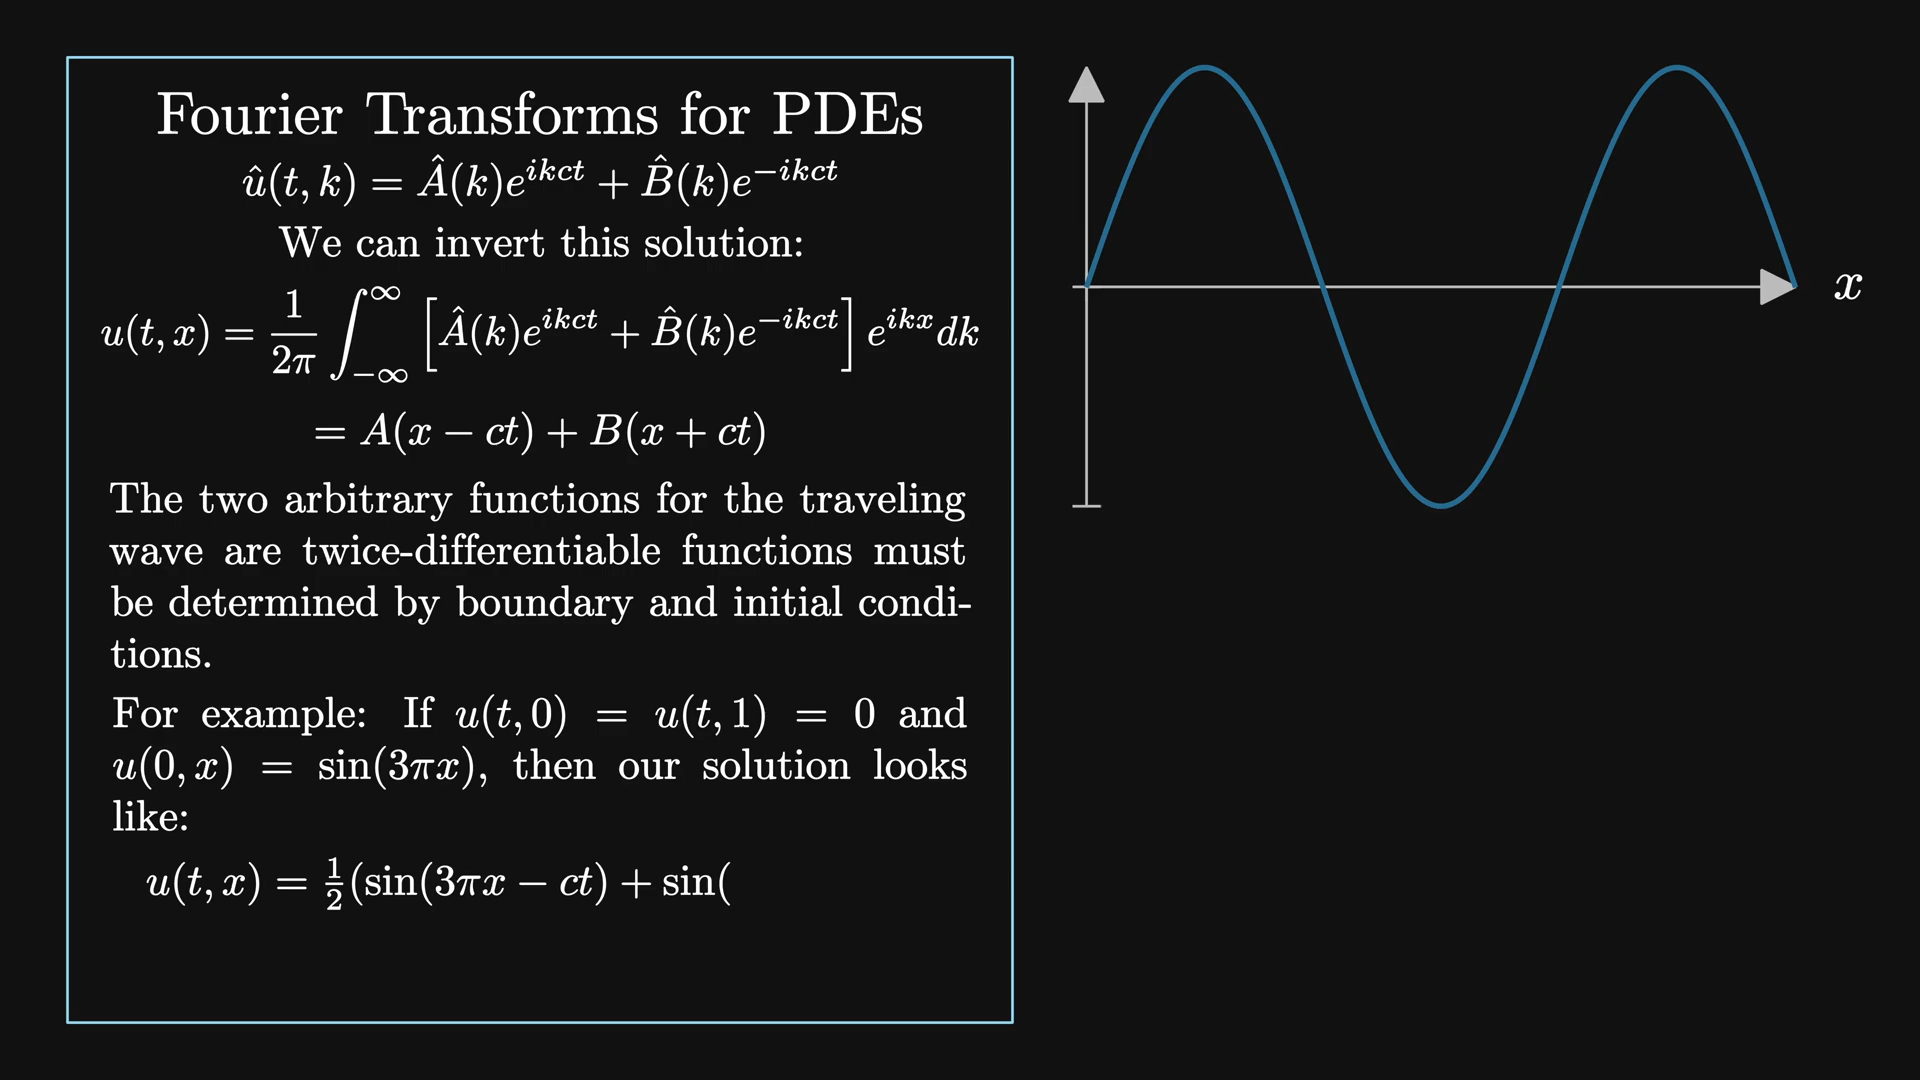 Fourier Transforms for PDEs
û(t, k) = Â(k)e^{ikct} + B̂(k)e^{−ikct}
We can invert this solution:
u(t, x) = \frac{1}{2π} \int_{−∞}^{∞} [Â(k)e^{ikct} + B̂(k)e^{−ikct}] e^{ikx}dk
= A(x − ct) + B(x + ct)
The two arbitrary functions for the traveling
wave are twice-differentiable functions must
be determined by boundary and initial condi-
tions.
For example: If u(t, 0) = u(t, 1) = 0 and
u(0, x) = sin(3πx), then our solution looks
like:
u(t, x) = \frac{1}{2}(sin(3πx − ct) + sin(
x